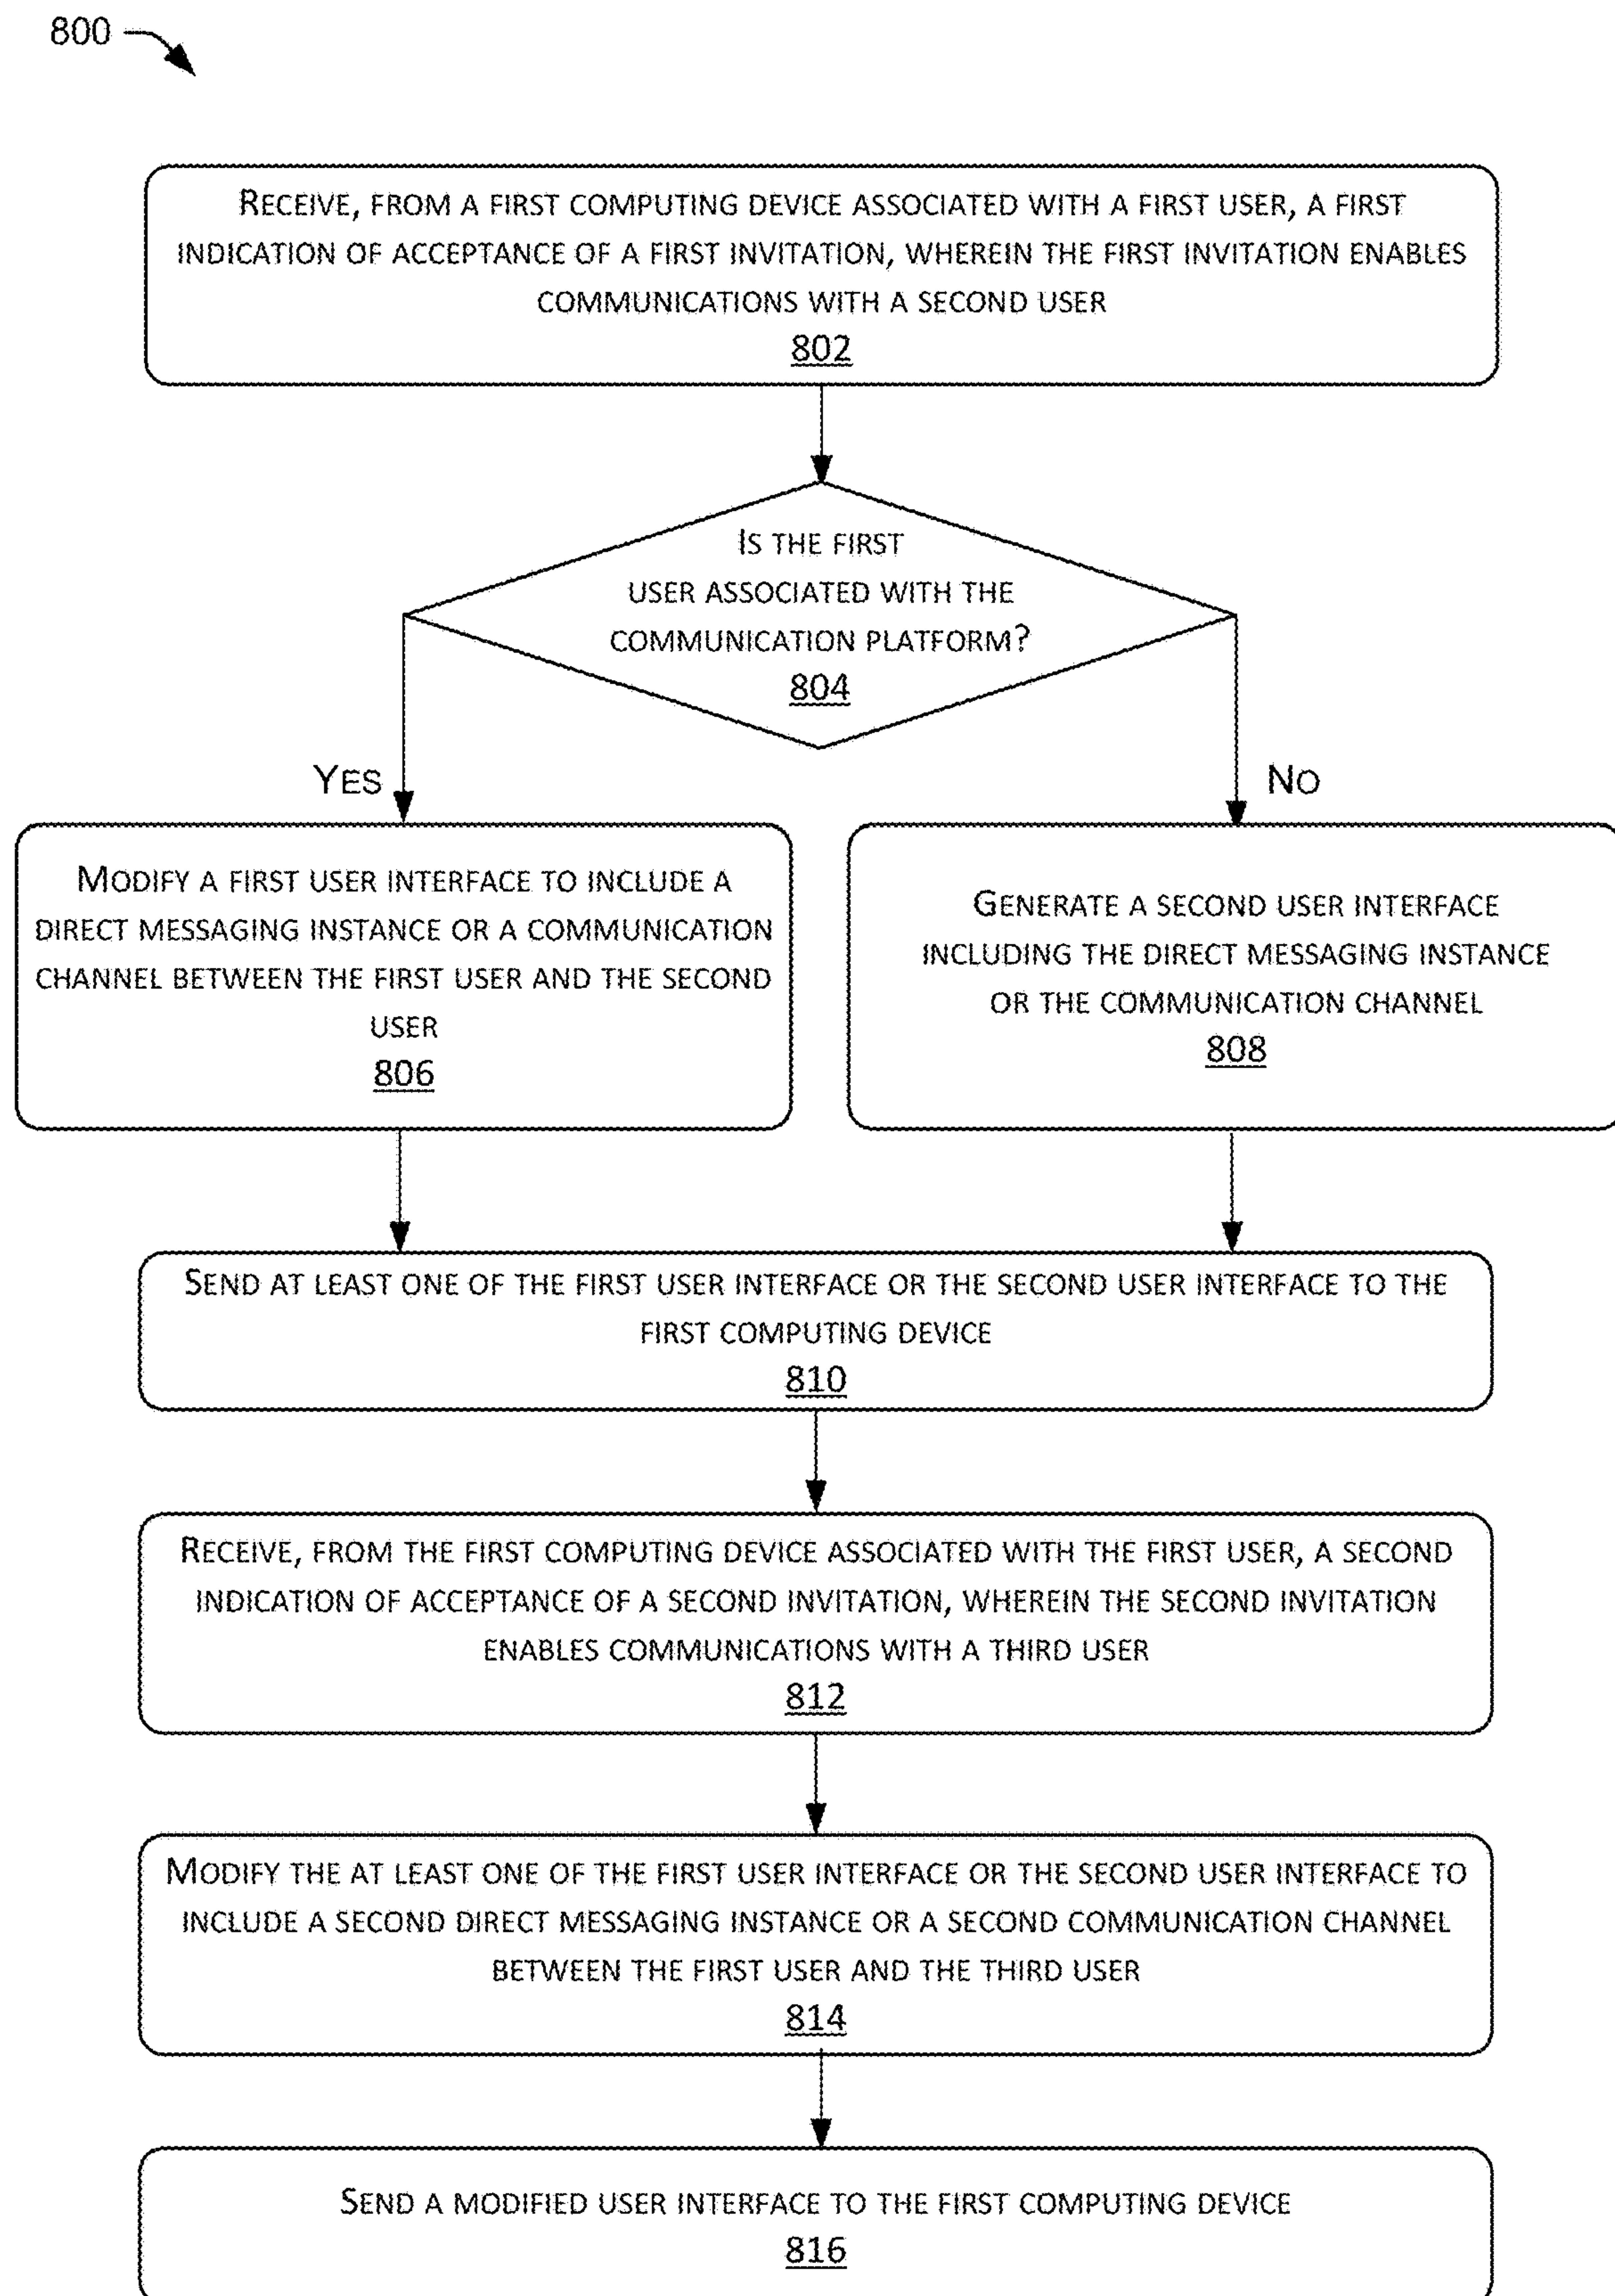 800
RECEIVE, FROM A FIRST COMPUTING DEVICE ASSOCIATED WITH A FIRST USER, A FIRST
INDICATION OF ACCEPTANCE OF A FIRST INVITATION, WHEREIN THE FIRST INVITATION ENABLES
COMMUNICATIONS WITH A SECOND USER
802
IS THE FIRST
USER ASSOCIATED WITH THE
COMMUNICATION PLATFORM?
804
YES
NO
MODIFY A FIRST USER INTERFACE TO INCLUDE A
DIRECT MESSAGING INSTANCE OR A COMMUNICATION
CHANNEL BETWEEN THE FIRST USER AND THE SECOND
USER
806
GENERATE A SECOND USER INTERFACE
INCLUDING THE DIRECT MESSAGING INSTANCE
OR THE COMMUNICATION CHANNEL
808
SEND AT LEAST ONE OF THE FIRST USER INTERFACE OR THE SECOND USER INTERFACE TO THE
FIRST COMPUTING DEVICE
810
RECEIVE, FROM THE FIRST COMPUTING DEVICE ASSOCIATED WITH THE FIRST USER, A SECOND
INDICATION OF ACCEPTANCE OF A SECOND INVITATION, WHEREIN THE SECOND INVITATION
ENABLES COMMUNICATIONS WITH A THIRD USER
812
MODIFY THE AT LEAST ONE OF THE FIRST USER INTERFACE OR THE SECOND USER INTERFACE TO
INCLUDE A SECOND DIRECT MESSAGING INSTANCE OR A SECOND COMMUNICATION CHANNEL
BETWEEN THE FIRST USER AND THE THIRD USER
814
SEND A MODIFIED USER INTERFACE TO THE FIRST COMPUTING DEVICE
816